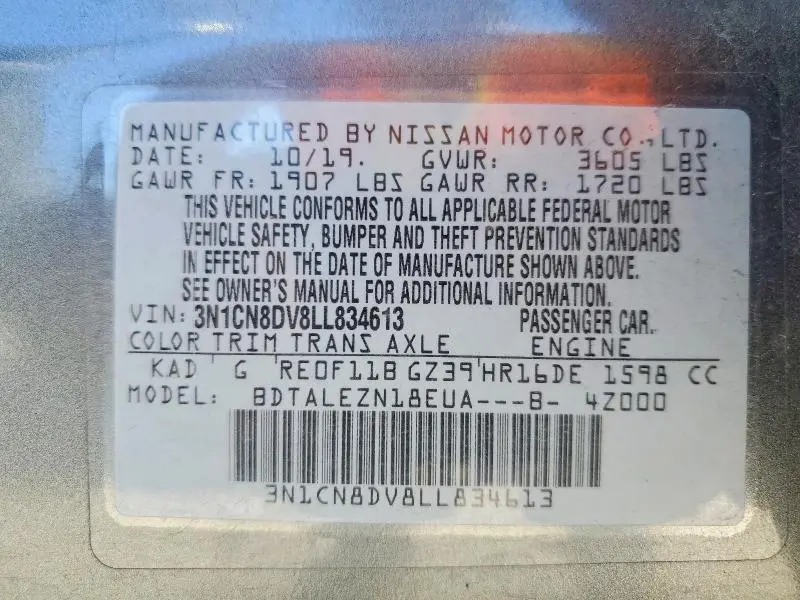 MANUFACTURED BY NISSAN MOTOR CO., LTD.
DATE: 10/19. GVWR: 3605 LBS
GAWR FR: 1907 LBS GAWR RR: 1720 LBS
THIS VEHICLE CONFORMS TO ALL APPLICABLE FEDERAL MOTOR
VEHICLE SAFETY, BUMPER AND THEFT PREVENTION STANDARDS
IN EFFECT ON THE DATE OF MANUFACTURE SHOWN ABOVE.
SEE OWNER'S MANUAL FOR ADDITIONAL INFORMATION.
VIN: 3N1CN8DV8LL834613 PASSENGER CAR.
COLOR TRIM TRANS AXLE ENGINE
KAD G RE0F11B GZ39 HR16DE 1598 CC
MODEL: BDTALEZN18EUA---B- 4Z000
3N1CN8DV8LL834613